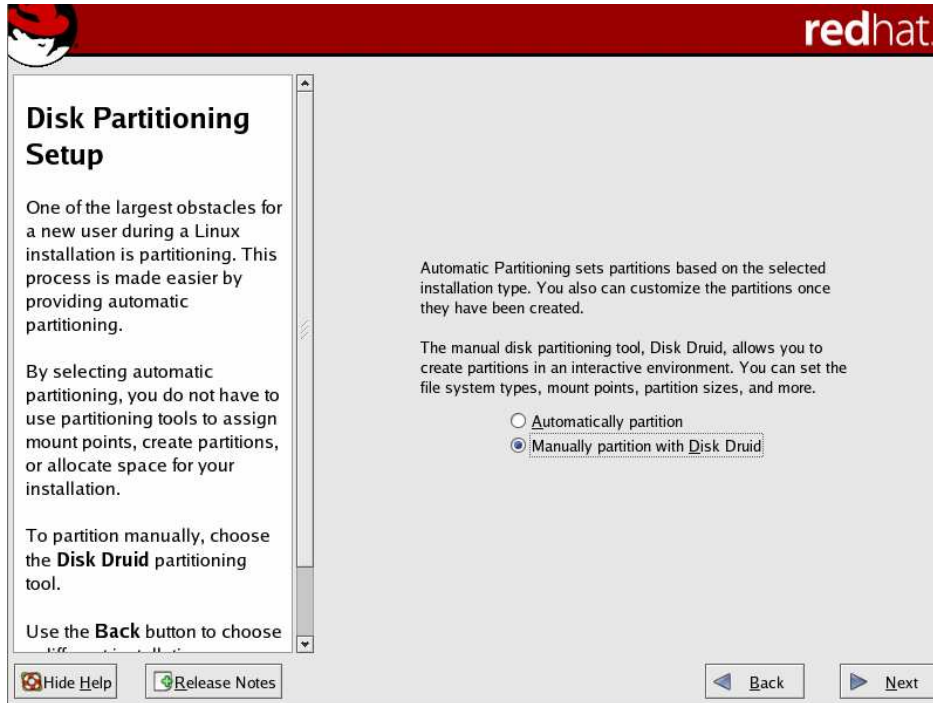 redhat.
Disk Partitioning
Setup
One of the largest obstacles for
a new user during a Linux
installation is partitioning. This
process is made easier by
providing automatic
partitioning.
By selecting automatic
partitioning, you do not have to
use partitioning tools to assign
mount points, create partitions,
or allocate space for your
installation.
To partition manually, choose
the Disk Druid partitioning
tool.
Use the Back button to choose
Automatic Partitioning sets partitions based on the selected
installation type. You also can customize the partitions once
they have been created.
The manual disk partitioning tool, Disk Druid, allows you to
create partitions in an interactive environment. You can set the
file system types, mount points, partition sizes, and more.
Automatically partition
Manually partition with Disk Druid
Hide Help
Release Notes
Back
Next